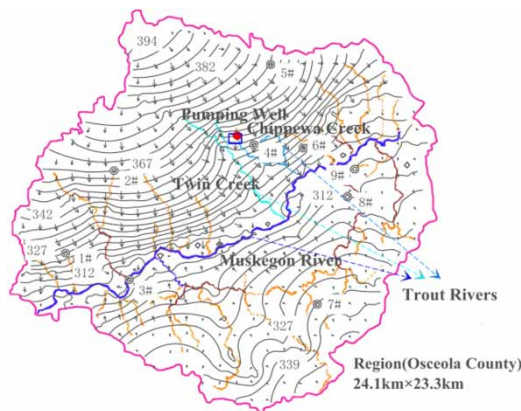 394
382
5#
Pumping Well
Chippewa Creek
4#
6#
367
2#
9#
Twin Creek
312
8#
342
327
1#
312
Muskegon River
3#
Trout Rivers
7#
327
339
Region(Osceola County)
24.1km×23.3km